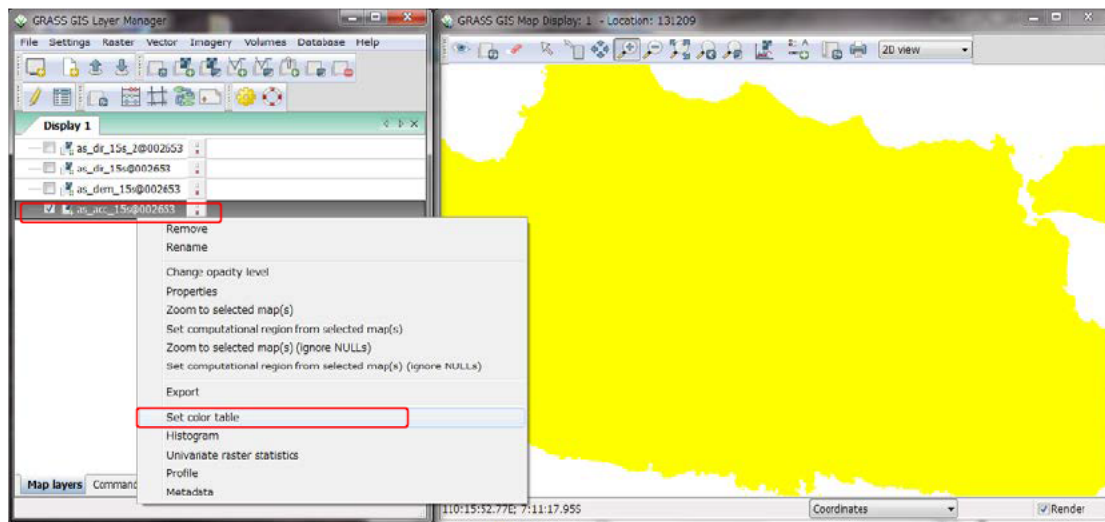 GRASS GIS Layer Manager
File Settings Raster Vector Imagery Volumes Database Help
Display 1
as_dir_15s_2@002653
as_dir_15s@002653
as_dem_15s@002653
as_acc_15s@002653
Remove
Rename
Change opacity level
Properties
Zoom to selected map(s)
Set computational region from selected map(s)
Zoom to selected map(s) (ignore NULLs)
Set computational region from selected map(s) (ignore NULLs)
Export
Set color table
Histogram
Univariate raster statistics
Profile
Metadata
Map layers Command
GRASS GIS Map Display: 1 - Location: 131209
2D view
110:15:52.77E; 7:11:17.95S
Coordinates
Render